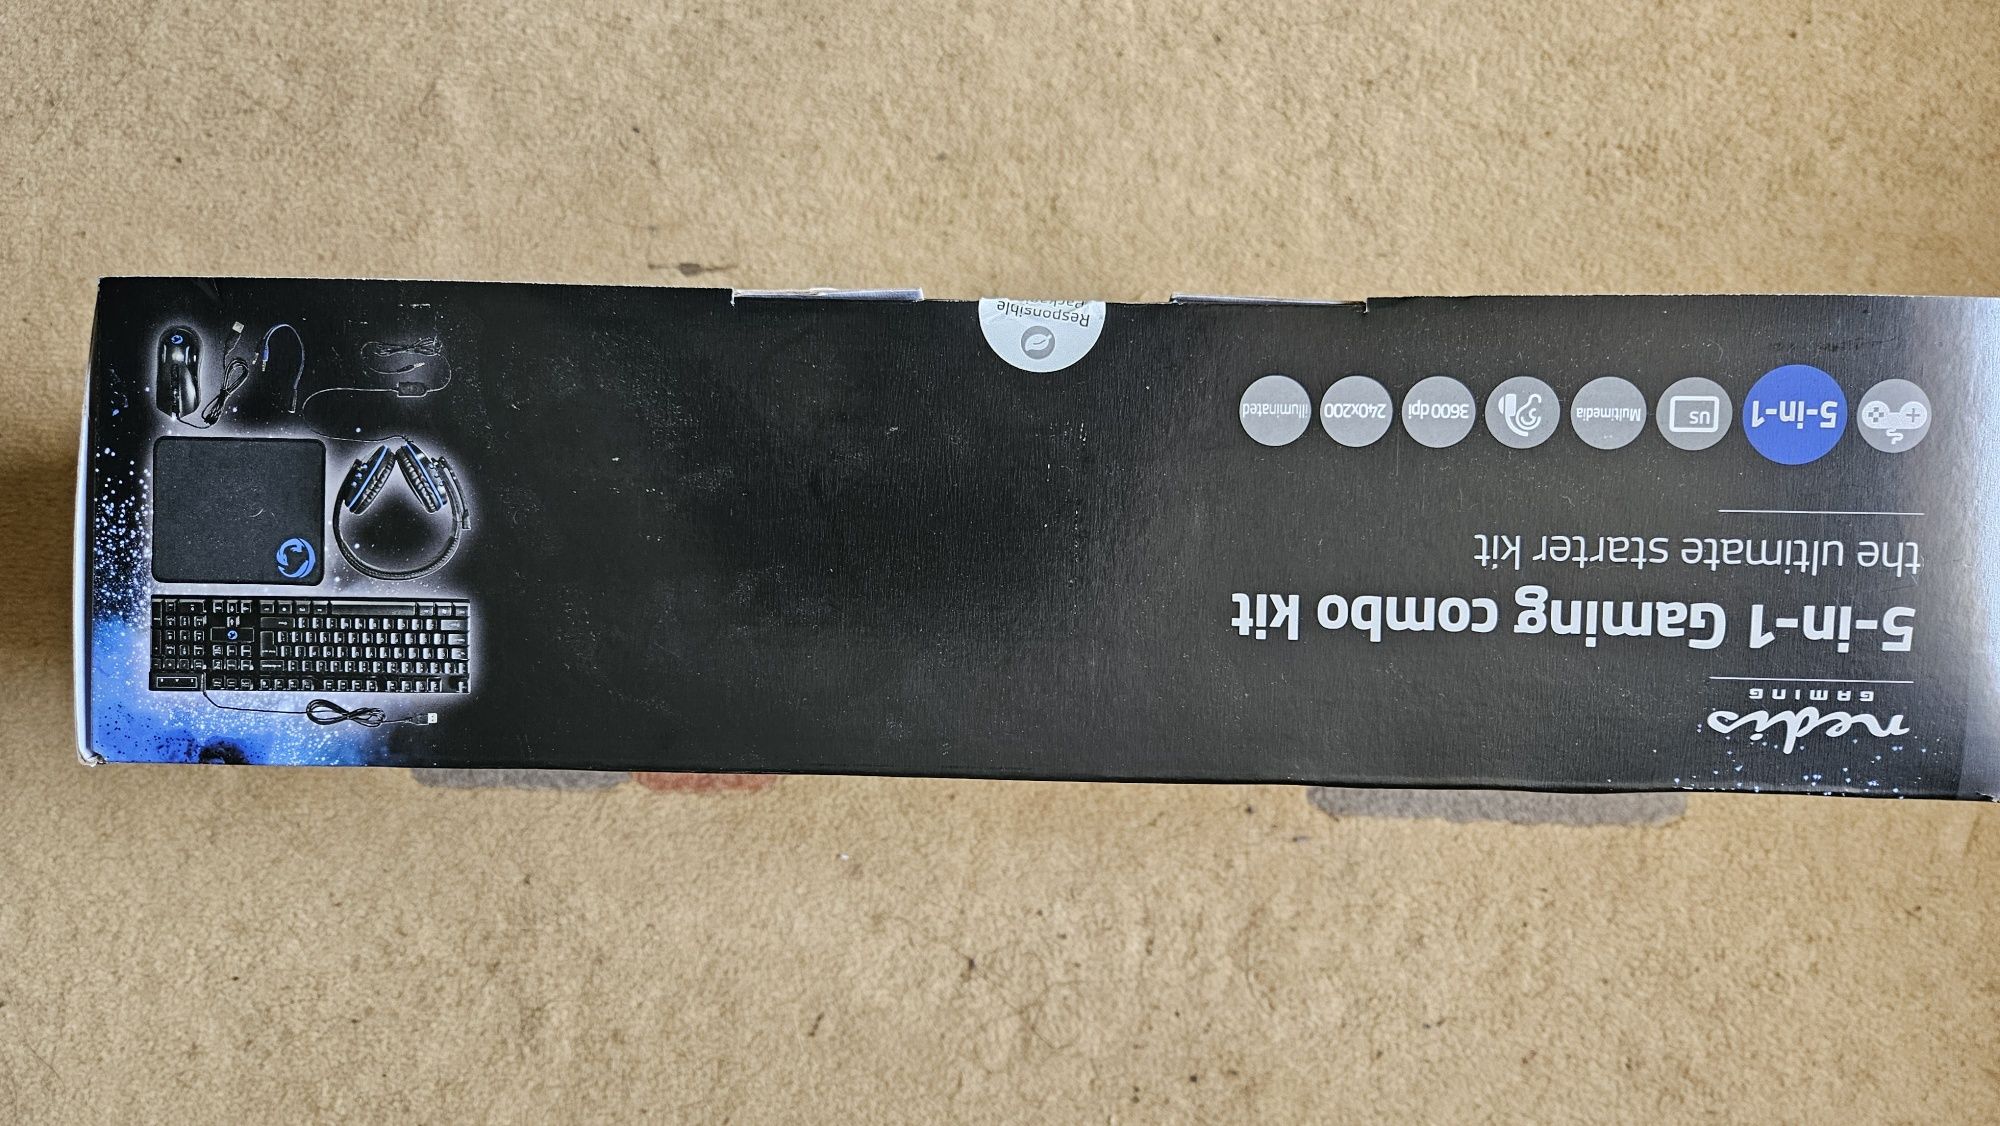 nedis
GAMING
5-in-1 Gaming combo kit
the ultimate starter kit
5-in-1
US
Multimedia
3600 dpi
240x200
illuminated
Responsible